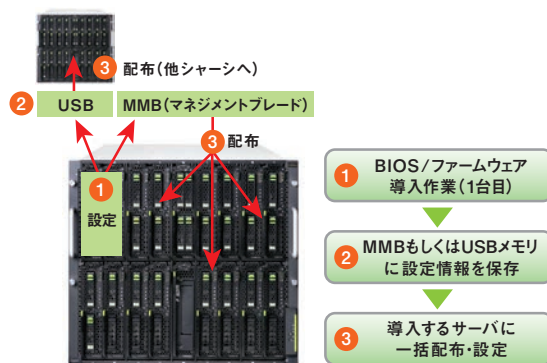 ③ 配布（他シャーシへ）
② USB MMB（マネジメントブレード）
③ 配布
①
設定
① BIOS/ファームウェア
導入作業（1台目）
② MMBもしくはUSBメモリ
に設定情報を保存
③ 導入するサーバに
一括配布・設定